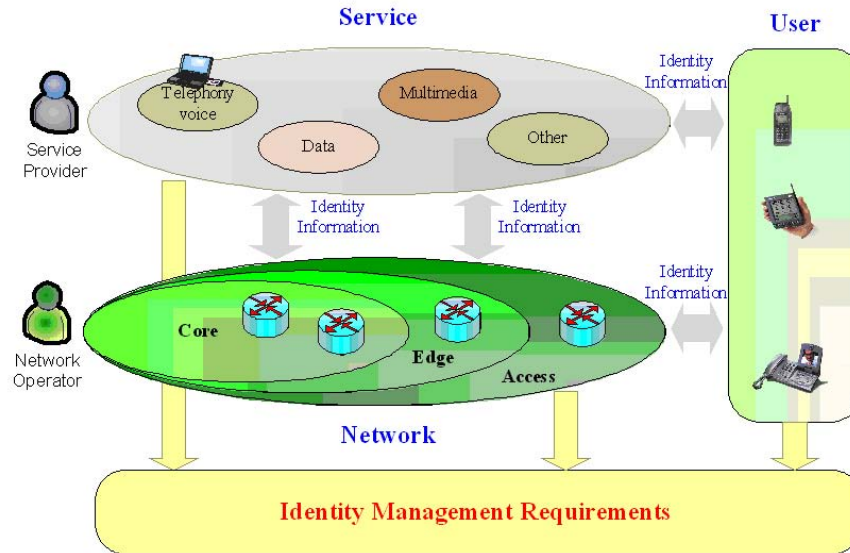 Service
User
Telephony
voice
Multimedia
Data
Other
Identity
Information
Service
Provider
Identity
Information
Identity
Information
Identity
Information
Core
Edge
Access
Network
Operator
Network
Identity Management Requirements